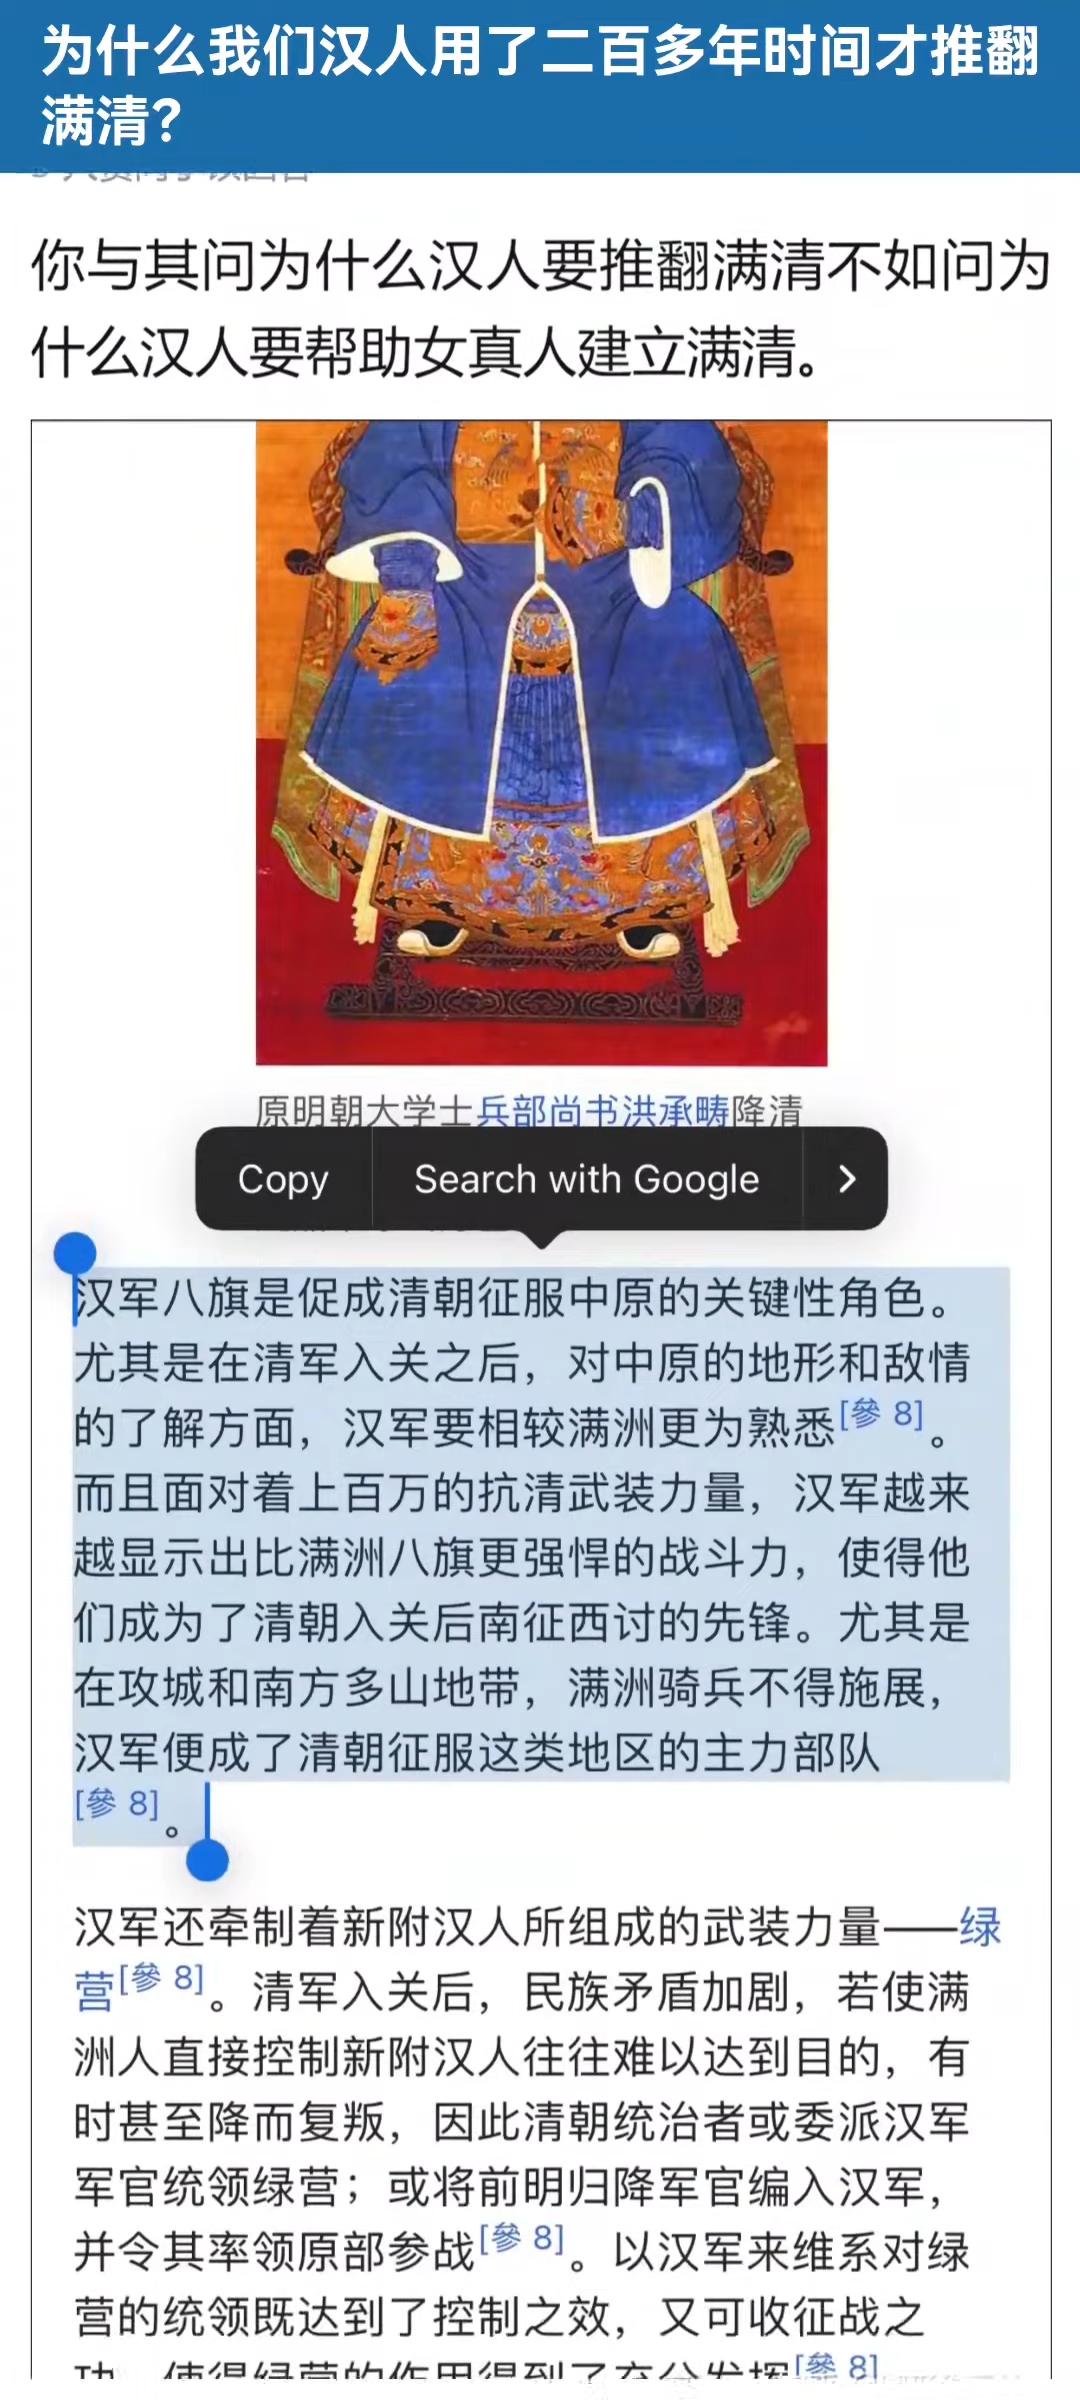 为什么我们汉人用了二百多年时间才推翻
满清?
你与其问为什么汉人要推翻满清不如问为
什么汉人要帮助女真人建立满清。
原明朝大学士兵部尚书洪承畴降清
Copy
Search with Google
汉军八旗是促成清朝征服中原的关键性角色。
尤其是在清军入关之后，对中原的地形和敌情
的了解方面，汉军要相较满洲更为熟悉[參 8]。
而且面对着上百万的抗清武装力量，汉军越来
越显示出比满洲八旗更强悍的战斗力，使得他
们成为了清朝入关后南征西讨的先锋。尤其是
在攻城和南方多山地带，满洲骑兵不得施展，
汉军便成了清朝征服这类地区的主力部队
[參 8]。
汉军还牵制着新附汉人所组成的武装力量——绿
营[參 8]。清军入关后，民族矛盾加剧，若使满
洲人直接控制新附汉人往往难以达到目的，有
时甚至降而复叛，因此清朝统治者或委派汉军
军官统领绿营；或将前明归降军官编入汉军，
并令其率领原部参战[參 8]。以汉军来维系对绿
营的统领既达到了控制之效，又可收征战之
功，使得绿营的作用得到了充分发挥[參 8]